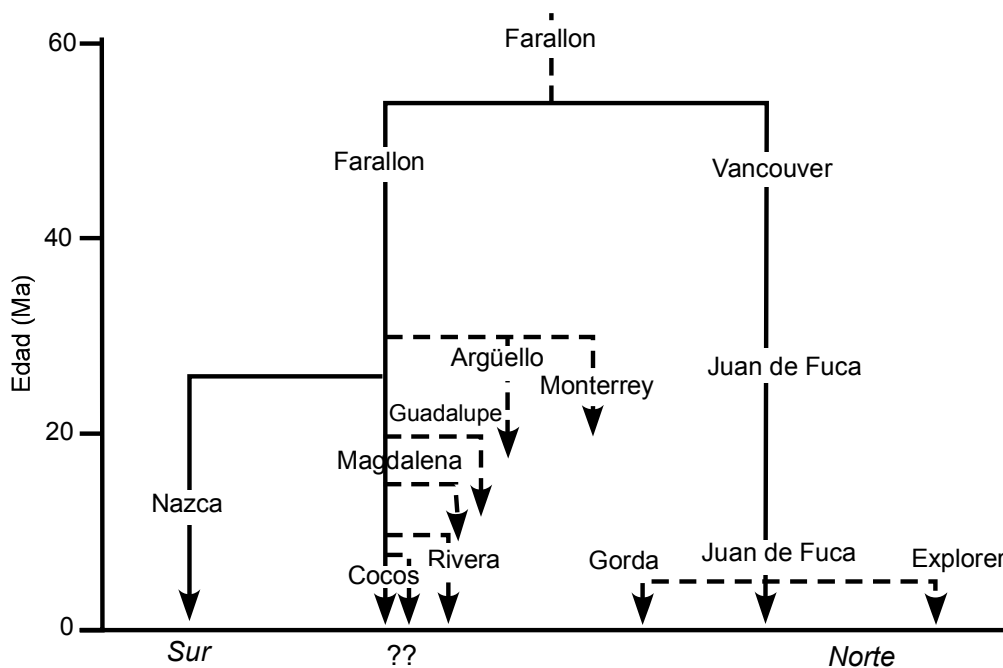 60
Farallon
Farallon
Vancouver
40
Edad (Ma)
Argüello
Juan de Fuca
Monterrey
Guadalupe
20
Magdalena
Nazca
Rivera
Gorda
Juan de Fuca
Explorer
Cocos
0
Sur
??
Norte